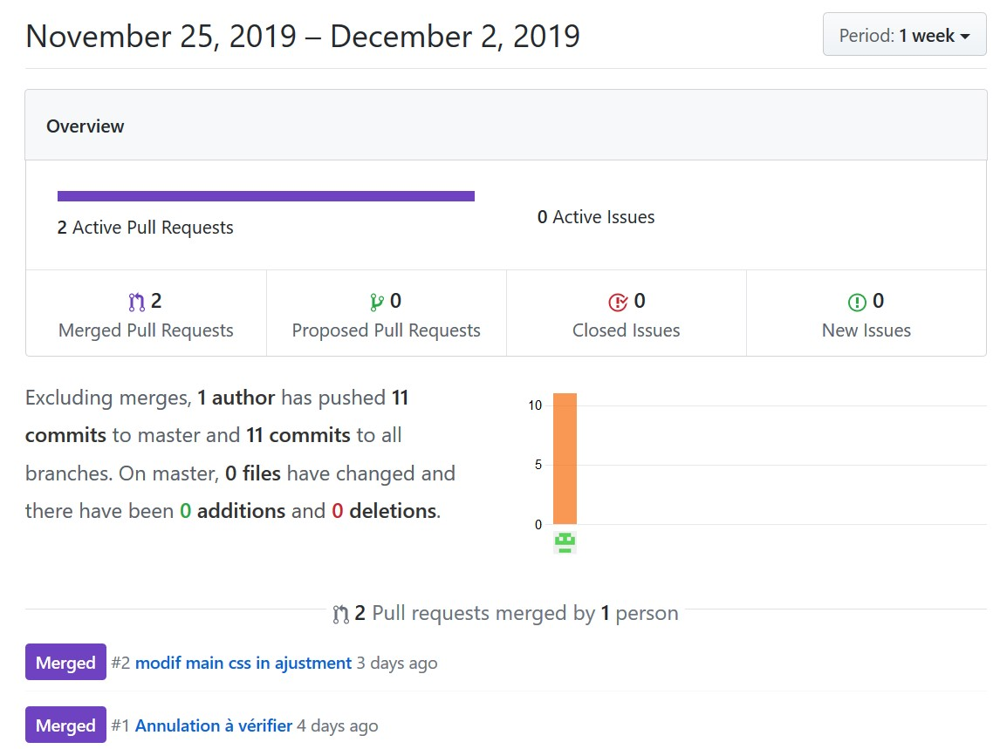 November 25, 2019 – December 2, 2019
Period: 1 week
Overview
2 Active Pull Requests
0 Active Issues
2
Merged Pull Requests
0
Proposed Pull Requests
0
Closed Issues
0
New Issues
Excluding merges, 1 author has pushed 11
commits to master and 11 commits to all
branches. On master, 0 files have changed and
there have been 0 additions and 0 deletions.
10
5
0
2 Pull requests merged by 1 person
Merged #2 modif main css in ajustment 3 days ago
Merged #1 Annulation à vérifier 4 days ago